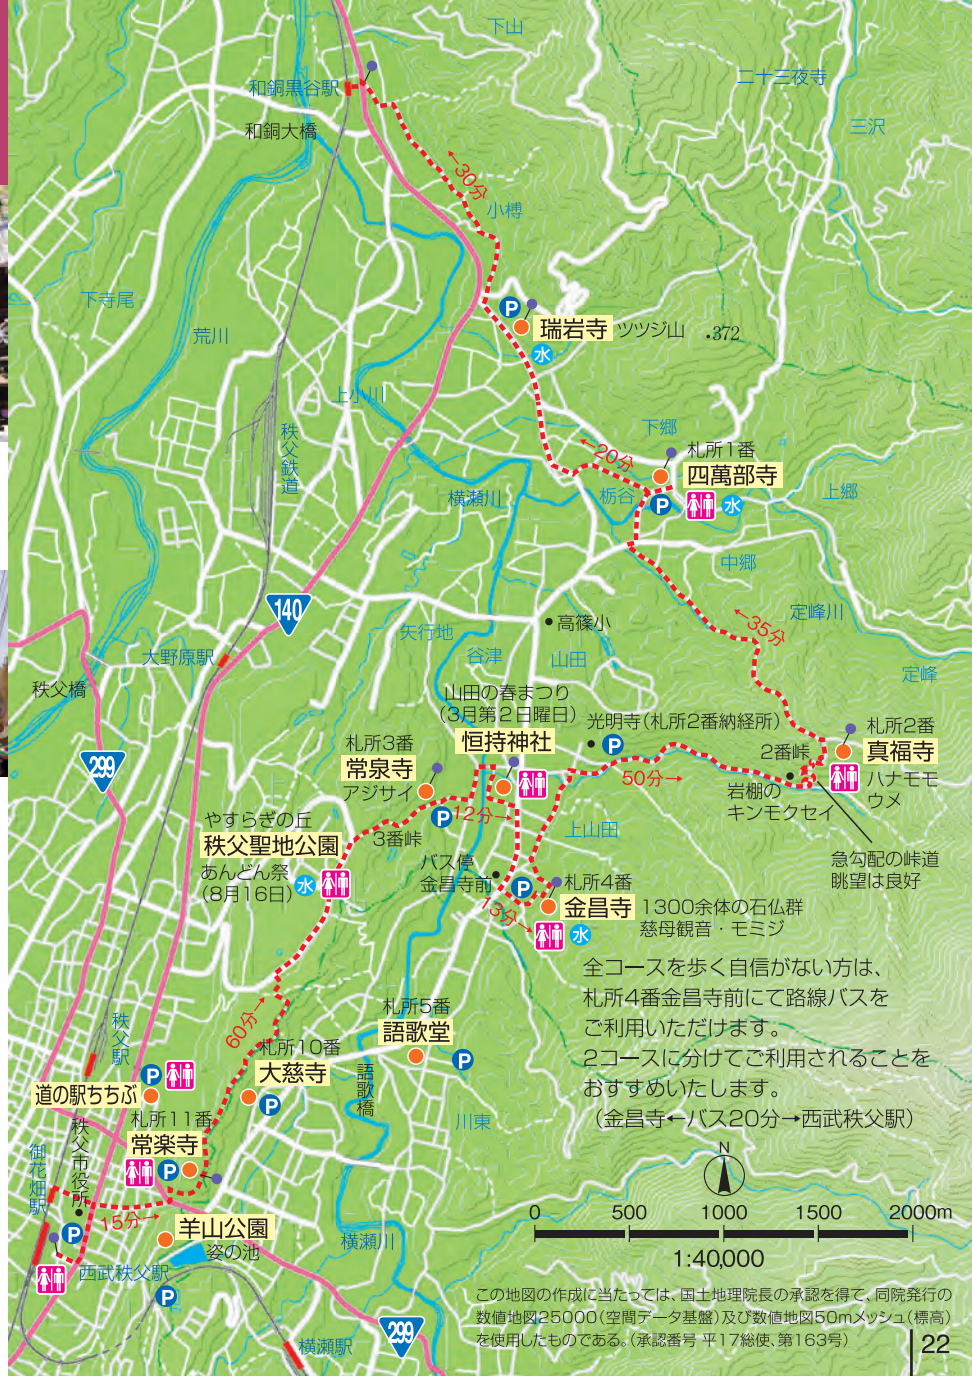 下山
二十三夜寺
和銅黒谷駅
和銅大橋
三沢
←30分
小榑
下寺尾
荒川
P
瑞岩寺
ツツジ山
・372
水
上小川
秩父鉄道
下郷
札所1番
四萬部寺
←20分
栃谷
P
水
上郷
横瀬川
中郷
140
高篠小
矢行地
谷津
山田
←35分
定峰川
定峰
大野原駅
秩父橋
山田の春まつり
(3月第2日曜日)
恒持神社
光明寺(札所2番納経所)
P
札所2番
真福寺
ハナモモ
ウメ
2番峠
299
札所3番
常泉寺
アジサイ
P
50分→
岩棚の
キンモクセイ
12分→
3番峠
上山田
急勾配の峠道
眺望は良好
やすらぎの丘
秩父聖地公園
あんどん祭
(8月16日)
水
バス停
金昌寺前
P
札所4番
金昌寺
1300余体の石仏群
慈母観音・モミジ
13分→
水
全コースを歩く自信がない方は、
札所4番金昌寺前にて路線バスを
ご利用いただけます。
2コースに分けてご利用されることを
おすすめいたします。
(金昌寺←バス20分→西武秩父駅)
60分→
札所5番
語歌堂
P
秩父駅
札所10番
大慈寺
P
語歌橋
道の駅ちちぶ
P
札所11番
常楽寺
P
川東
御花畑駅
秩父市役所
15分→
P
羊山公園
姿の池
横瀬川
西武秩父駅
P
299
横瀬駅
N
0 500 1000 1500 2000m
1:40,000
この地図の作成に当たっては、国土地理院長の承認を得て、同院発行の
数値地図25000(空間データ基盤)及び数値地図50mメッシュ(標高)
を使用したものである。(承認番号 平17総使、第163号)
22